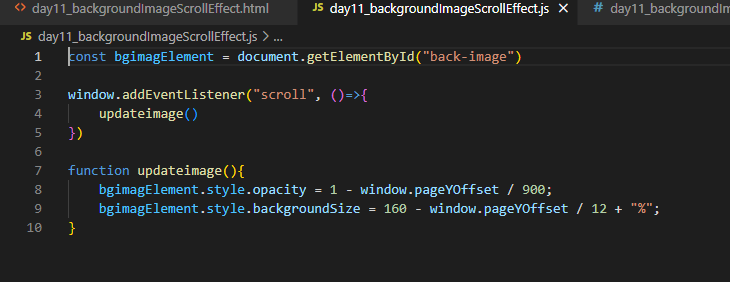 day11_backgroundImageScrollEffect.html
JS day11_backgroundImageScrollEffect.js ×
# day11_backgroundIm
JS day11_backgroundImageScrollEffect.js > ...
1 const bgimagElement = document.getElementById("back-image")
2
3 window.addEventListener("scroll", ()=>{
4 updateimage()
5 })
6
7 function updateimage(){
8 bgimagElement.style.opacity = 1 - window.pageYOffset / 900;
9 bgimagElement.style.backgroundSize = 160 - window.pageYOffset / 12 + "%";
10 }